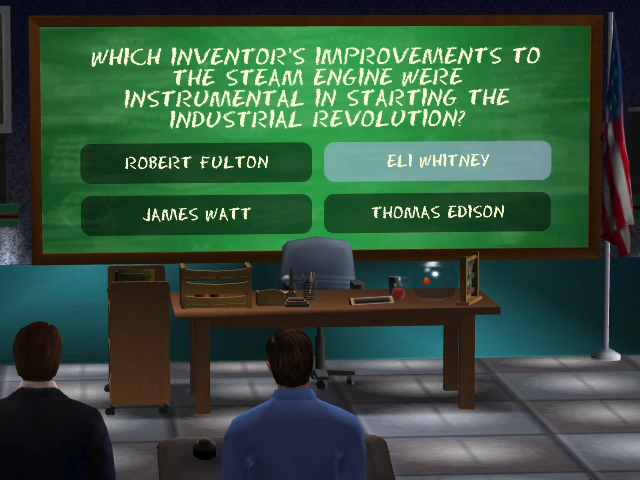 WHICH INVENTOR'S IMPROVEMENTS TO
THE STEAM ENGINE WERE
INSTRUMENTAL IN STARTING THE
INDUSTRIAL REVOLUTION?
ROBERT FULTON
ELI WHITNEY
JAMES WATT
THOMAS EDISON